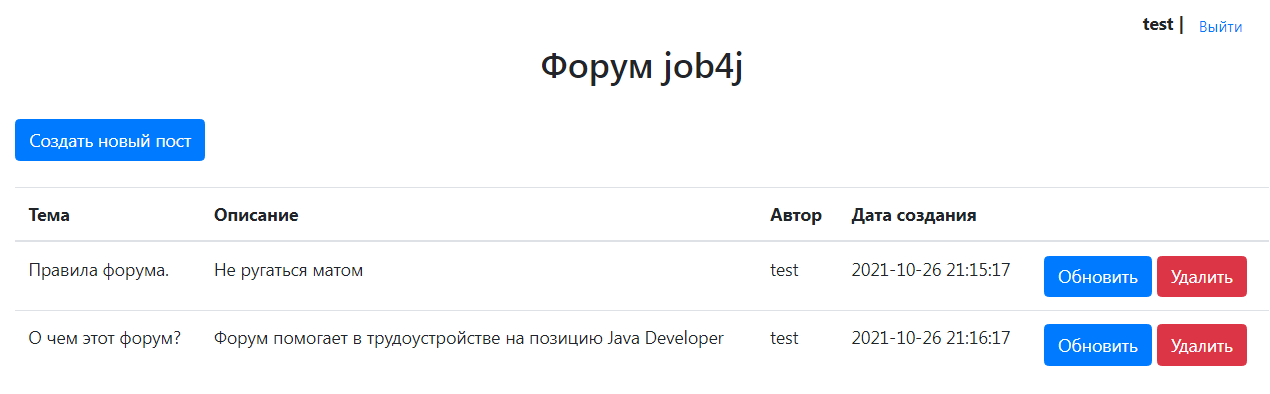 test | Выйти
Форум job4j
Создать новый пост
Тема Описание Автор Дата создания
Правила форума. Не ругаться матом test 2021-10-26 21:15:17 Обновить Удалить
О чем этот форум? Форум помогает в трудоустройстве на позицию Java Developer test 2021-10-26 21:16:17 Обновить Удалить